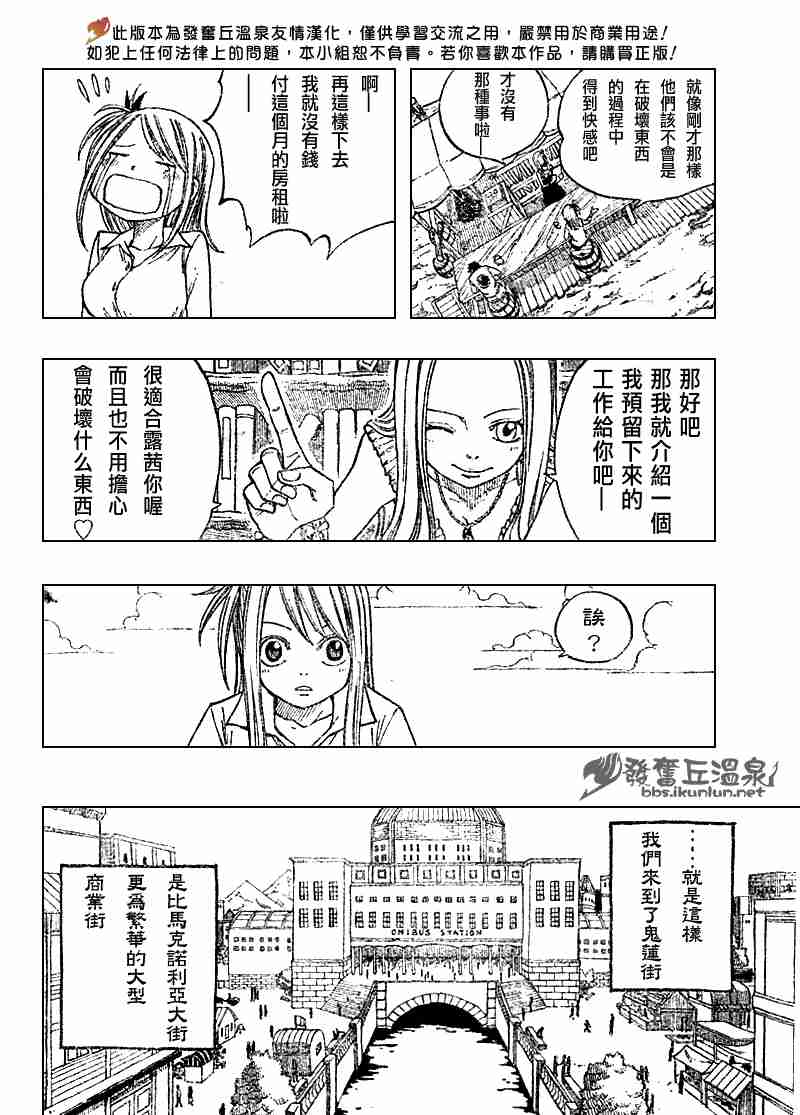 此版本為發奮丘溫泉友情漢化，僅供學習交流之用，嚴禁用於商業用途！
如犯上任何法律上的問題，本小組恕不負責。若你喜歡本作品，請購買正版！
就像剛才那樣
他們該不會是
在破壞東西
的過程中
得到快感吧
才沒有
那種事啦—
啊—
再這樣下去
我就沒有錢
付這個月的房租啦
那好吧
那我就介紹一個
我預留下來的
工作給你吧—
很適合露茜你喔
而且也不用擔心
會破壞什么東西♡
誒？
發奮丘溫泉
bbs.ikunlun.net
……就是這樣
我們來到了鬼蓮街
ONIBUS STATION
是比馬克諾利亞大街
更為繁華的大型
商業街